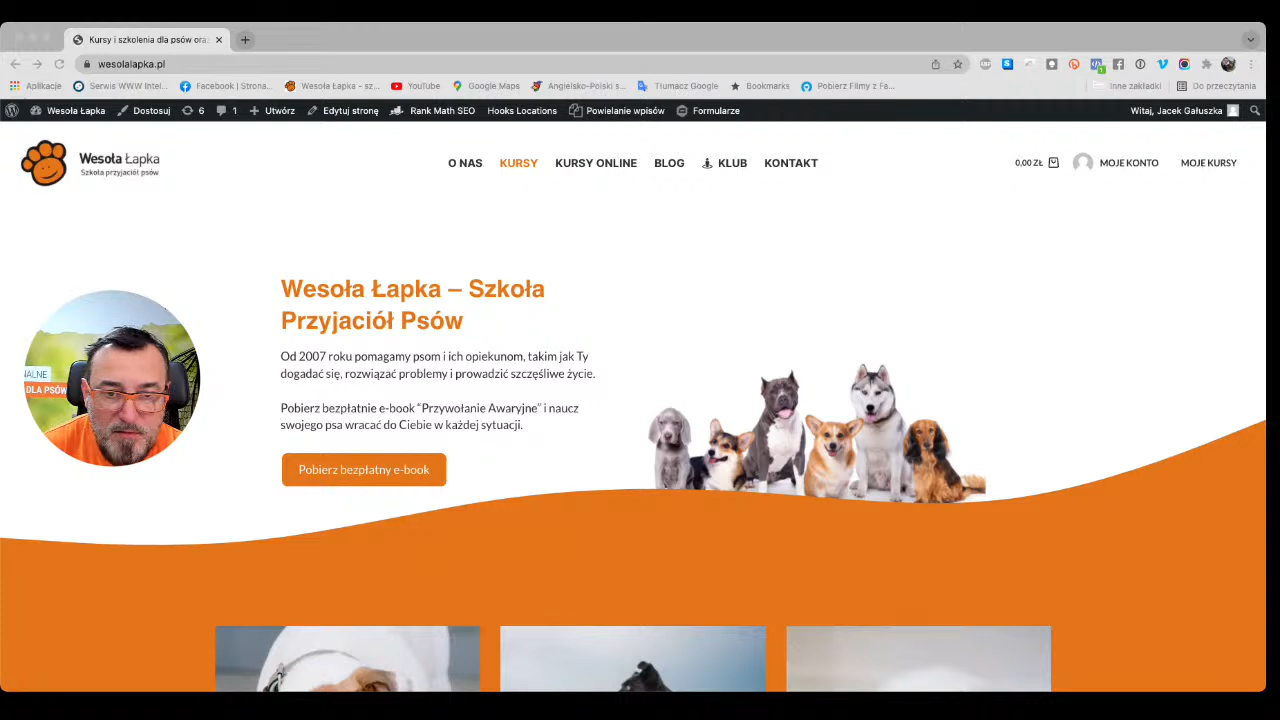 Kursy i szkolenia dla psów ora
wesolalapka.pl
Aplikacje
Serwis WWW Intel...
Facebook | Strona...
Wesoła Łapka - sz...
YouTube
Google Maps
Angielsko-Polski s...
Tłumacz Google
Bookmarks
Pobierz Filmy z Fa...
Inne zakładki
Do przeczytania
Wesoła Łapka
Dostosuj
6
1
Utwórz
Edytuj stronę
Rank Math SEO
Hooks Locations
Powielanie wpisów
Formularze
Witaj, Jacek Gałuszka
Wesoła Łapka
Szkoła przyjaciół psów
O NAS
KURSY
KURSY ONLINE
BLOG
KLUB
KONTAKT
0,00 ZŁ
MOJE KONTO
MOJE KURSY
Wesoła Łapka – Szkoła
Przyjaciół Psów
Od 2007 roku pomagamy psom i ich opiekunom, takim jak Ty
dogadać się, rozwiązać problemy i prowadzić szczęśliwe życie.
Pobierz bezpłatnie e-book “Przywołanie Awaryjne” i naucz
swojego psa wracać do Ciebie w każdej sytuacji.
Pobierz bezpłatny e-book
NALNE
DLA PSÓW